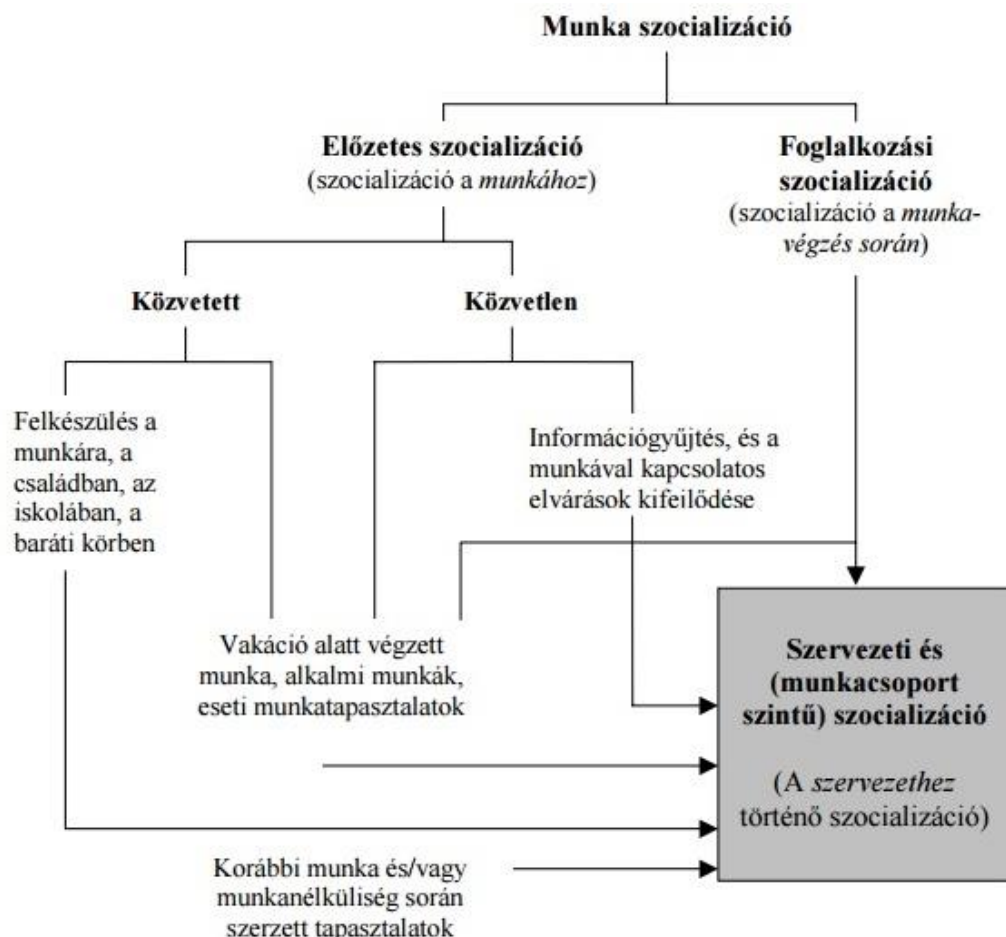 Munka szocializáció
Előzetes szocializáció
(szocializáció a munkához)
Foglalkozási
szocializáció
(szocializáció a munka-
végzés során)
Közvetett
Közvetlen
Felkészülés a
munkára, a
családban, az
iskolában, a
baráti körben
Információgyűjtés, és a
munkával kapcsolatos
elvárások kifeilődése
Vakáció alatt végzett
munka, alkalmi munkák,
eseti munkatapasztalatok
Szervezeti és
(munkacsoport
szintű) szocializáció
(A szervezethez
történő szocializáció)
Korábbi munka és/vagy
munkanélküliség során
szerzett tapasztalatok